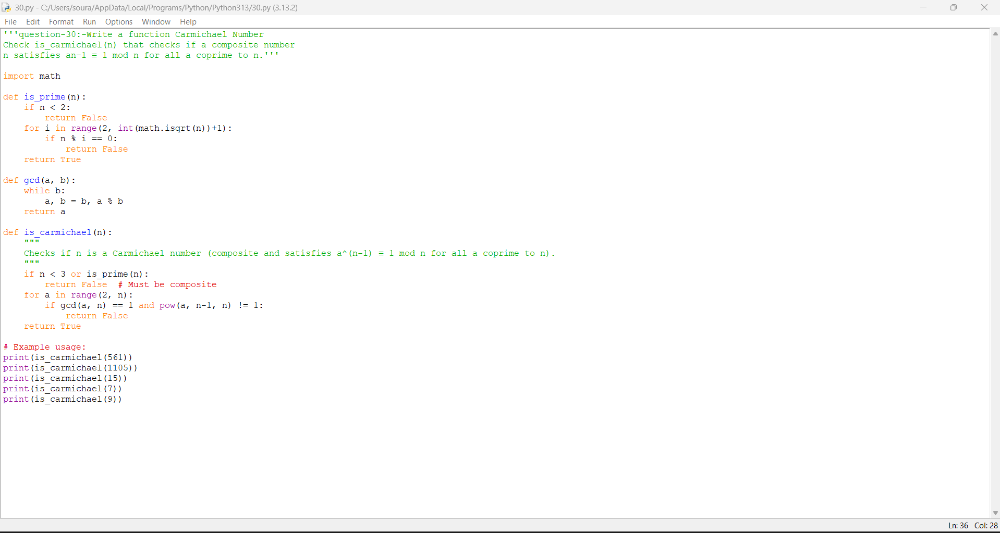 30.py - C:/Users/soura/AppData/Local/Programs/Python/Python313/30.py (3.13.2)
File Edit Format Run Options Window Help
'''question-30:-Write a function Carmichael Number
Check is_carmichael(n) that checks if a composite number
n satisfies an-1 ≡ 1 mod n for all a coprime to n.'''

import math

def is_prime(n):
    if n < 2:
        return False
    for i in range(2, int(math.isqrt(n))+1):
        if n % i == 0:
            return False
    return True

def gcd(a, b):
    while b:
        a, b = b, a % b
    return a

def is_carmichael(n):
    """
    Checks if n is a Carmichael number (composite and satisfies a^(n-1) ≡ 1 mod n for all a coprime to n).
    """
    if n < 3 or is_prime(n):
        return False  # Must be composite
    for a in range(2, n):
        if gcd(a, n) == 1 and pow(a, n-1, n) != 1:
            return False
    return True

# Example usage:
print(is_carmichael(561))
print(is_carmichael(1105))
print(is_carmichael(15))
print(is_carmichael(7))
print(is_carmichael(9))
Ln: 36 Col: 28